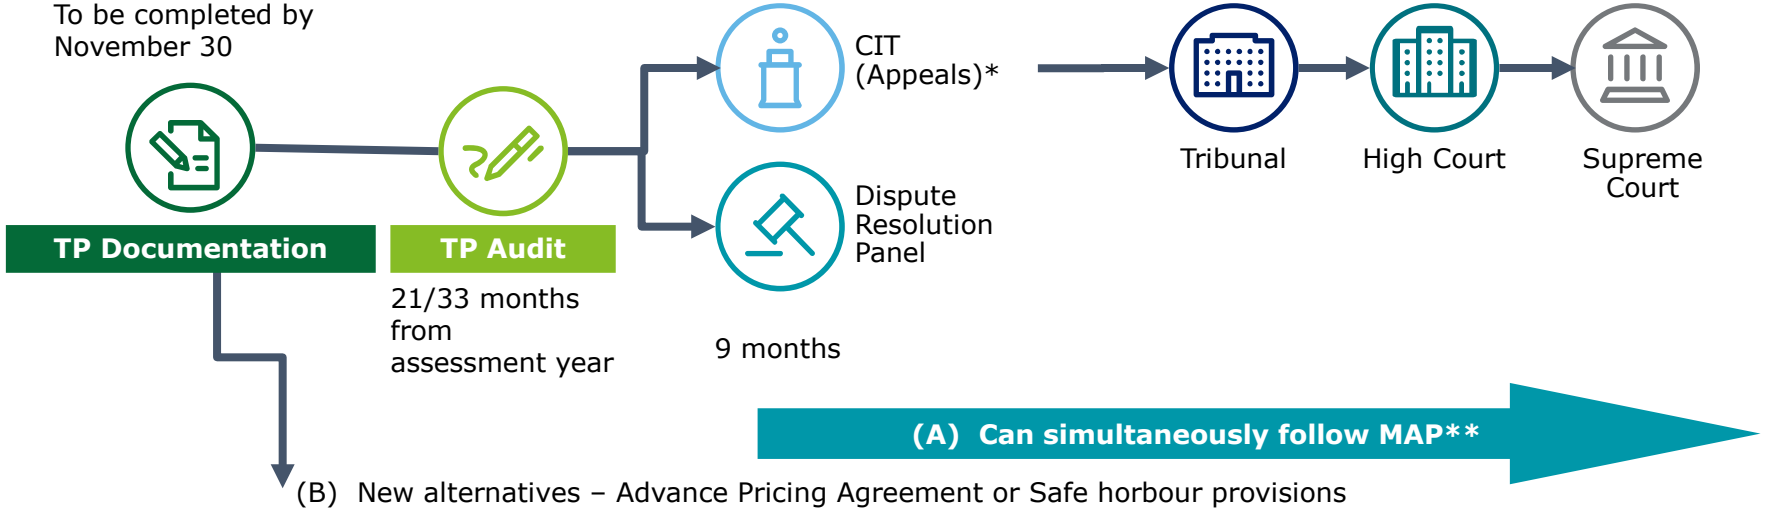 To be completed by
November 30
TP Documentation
TP Audit
21/33 months
from
assessment year
CIT
(Appeals)*
Dispute
Resolution
Panel
9 months
Tribunal
High Court
Supreme
Court
(A) Can simultaneously follow MAP**
(B) New alternatives – Advance Pricing Agreement or Safe horbour provisions